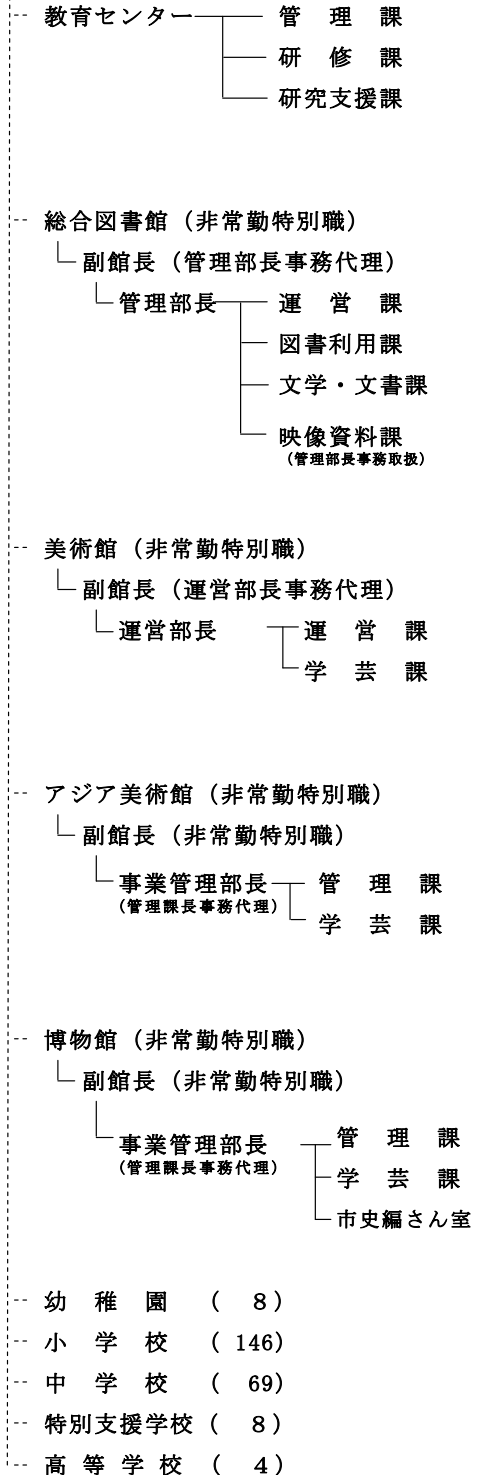 教育センター 管理課
研修課
研究支援課
総合図書館（非常勤特別職）
副館長（管理部長事務代理）
管理部長 運営課
図書利用課
文学・文書課
映像資料課
（管理部長事務取扱）
美術館（非常勤特別職）
副館長（運営部長事務代理）
運営部長 運営課
学芸課
アジア美術館（非常勤特別職）
副館長（非常勤特別職）
事業管理部長 管理課
（管理課長事務代理）
学芸課
博物館（非常勤特別職）
副館長（非常勤特別職）
事業管理部長 管理課
（管理課長事務代理）
学芸課
市史編さん室
幼稚園（ 8）
小学校（ 146）
中学校（ 69）
特別支援学校（ 8）
高等学校（ 4）